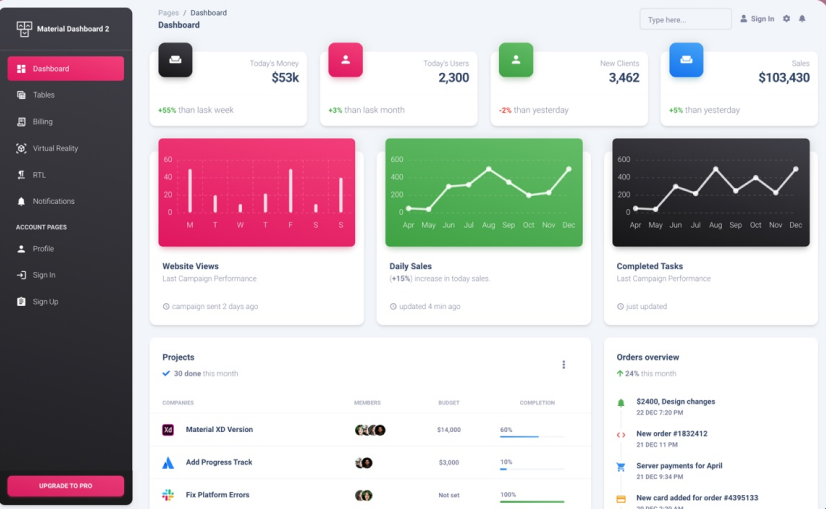 Material Dashboard 2
Dashboard
Tables
Billing
Virtual Reality
RTL
Notifications
ACCOUNT PAGES
Profile
Sign In
Sign Up
UPGRADE TO PRO
Pages / Dashboard
Dashboard
Type here...
Sign In
Today's Money
$53k
+55% than lask week
Today's Users
2,300
+3% than lask month
New Clients
3,462
-2% than yesterday
Sales
$103,430
+5% than yesterday
60
40
20
0
M T W T F S S
Website Views
Last Campaign Performance
campaign sent 2 days ago
600
400
200
0
Apr May Jun Jul Aug Sep Oct Nov Dec
Daily Sales
(+15%) increase in today sales.
updated 4 min ago
600
400
200
0
Apr May Jun Jul Aug Sep Oct Nov Dec
Completed Tasks
Last Campaign Performance
just updated
Projects
30 done this month
COMPANIES MEMBERS BUDGET COMPLETION
Xd Material XD Version $14,000 60%
Add Progress Track $3,000 10%
Fix Platform Errors Not set 100%
Orders overview
24% this month
$2400, Design changes
22 DEC 7:20 PM
New order #1832412
21 DEC 11 PM
Server payments for April
21 DEC 9:34 PM
New card added for order #4395133
20 DEC 2:20 AM